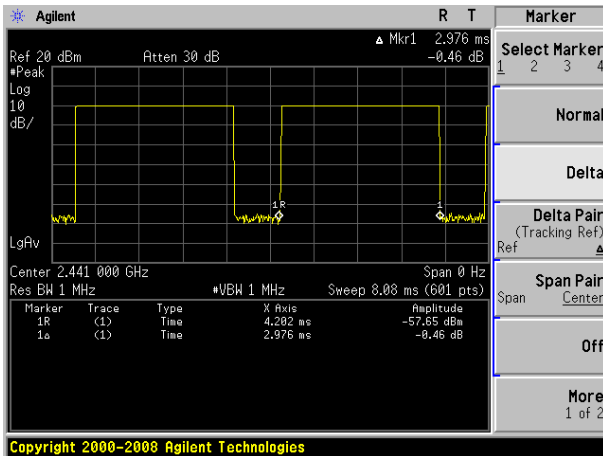 Agilent R T Marker
Δ Mkr1 2.976 ms
Ref 20 dBm Atten 30 dB -0.46 dB
#Peak
Log
10
dB/
1R 1
LgAv
Center 2.441 000 GHz Span 0 Hz
Res BW 1 MHz #VBW 1 MHz Sweep 8.08 ms (601 pts)
Marker Trace Type X Axis Amplitude
1R (1) Time 4.202 ms -57.65 dBm
1Δ (1) Time 2.976 ms -0.46 dB
Select Marker
1 2 3 4
Normal
Delta
Delta Pair
(Tracking Ref)
Ref Δ
Span Pair
Span Center
Off
More
1 of 2
Copyright 2000-2008 Agilent Technologies